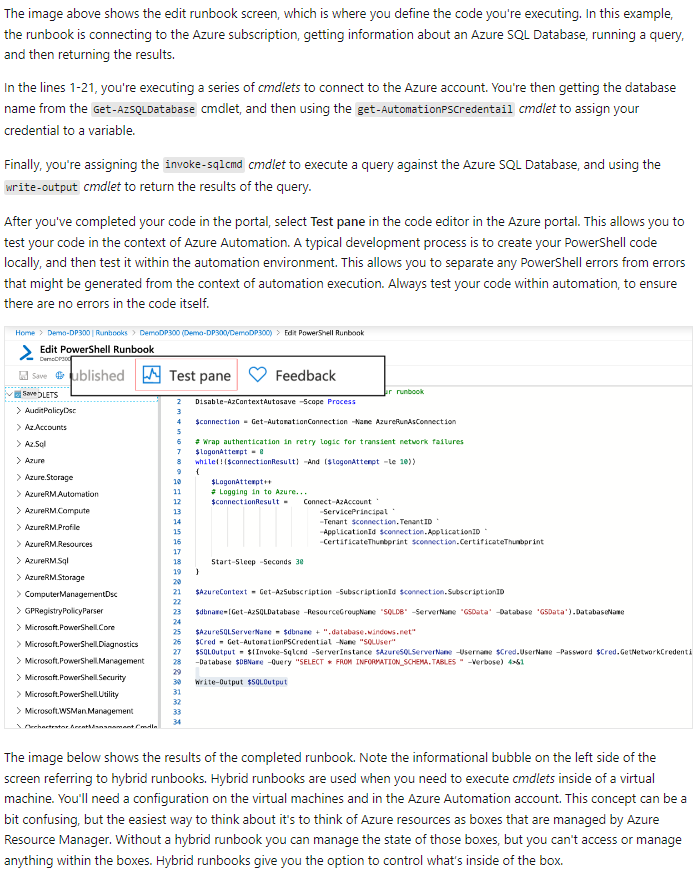 The image above shows the edit runbook screen, which is where you define the code you're executing. In this example,
the runbook is connecting to the Azure subscription, getting information about an Azure SQL Database, running a query,
and then returning the results.
In the lines 1-21, you're executing a series of cmdlets to connect to the Azure account. You're then getting the database
name from the Get-AzSQLDatabase cmdlet, and then using the get-AutomationPSCredentail cmdlet to assign your
credential to a variable.
Finally, you're assigning the invoke-sqlcmd cmdlet to execute a query against the Azure SQL Database, and using the
write-output cmdlet to return the results of the query.
After you've completed your code in the portal, select Test pane in the code editor in the Azure portal. This allows you to
test your code in the context of Azure Automation. A typical development process is to create your PowerShell code
locally, and then test it within the automation environment. This allows you to separate any PowerShell errors from errors
that might be generated from the context of automation execution. Always test your code within automation, to ensure
there are no errors in the code itself.
Home > Demo-DP300 | Runbooks > DemoDP300 (Demo-DP300/DemoDP300) > Edit PowerShell Runbook
Edit PowerShell Runbook
DemoDP300
Save
ublished Test pane Feedback
Save DLETS
AuditPolicyDsc
Az.Accounts
Az.Sql
Azure
Azure.Storage
AzureRM.Automation
AzureRM.Compute
AzureRM.Profile
AzureRM.Resources
AzureRM.Sql
AzureRM.Storage
ComputerManagementDsc
GPRegistryPolicyParser
Microsoft.PowerShell.Core
Microsoft.PowerShell.Diagnostics
Microsoft.PowerShell.Management
Microsoft.PowerShell.Security
Microsoft.PowerShell.Utility
Microsoft.WSMan.Management
Orchestrator.AssetManagement.Cmdle
ur runbook
2 Disable-AzContextAutosave -Scope Process
3
4 $connection = Get-AutomationConnection -Name AzureRunAsConnection
5
6 # Wrap authentication in retry logic for transient network failures
7 $logonAttempt = 0
8 while(!($connectionResult) -And ($logonAttempt -le 10))
9 {
10 $LogonAttempt++
11 # Logging in to Azure...
12 $connectionResult = Connect-AzAccount `
13 -ServicePrincipal `
14 -Tenant $connection.TenantID `
15 -ApplicationId $connection.ApplicationID `
16 -CertificateThumbprint $connection.CertificateThumbprint
17
18 Start-Sleep -Seconds 30
19 }
20
21 $AzureContext = Get-AzSubscription -SubscriptionId $connection.SubscriptionID
22
23 $dbname=(Get-AzSQLDatabase -ResourceGroupName 'SQLDB' -ServerName 'GSData' -Database 'GSData').DatabaseName
24
25 $AzureSQLServerName = $dbname + ".database.windows.net"
26 $Cred = Get-AutomationPSCredential -Name "SQLUser"
27 $SQLOutput = $(Invoke-Sqlcmd -ServerInstance $AzureSQLServerName -Username $Cred.UserName -Password $Cred.GetNetworkCredenti
28 -Database $DBName -Query "SELECT * FROM INFORMATION_SCHEMA.TABLES " -Verbose) 4>&1
29
30 Write-Output $SQLOutput
31
32
33
34
The image below shows the results of the completed runbook. Note the informational bubble on the left side of the
screen referring to hybrid runbooks. Hybrid runbooks are used when you need to execute cmdlets inside of a virtual
machine. You'll need a configuration on the virtual machines and in the Azure Automation account. This concept can be a
bit confusing, but the easiest way to think about it's to think of Azure resources as boxes that are managed by Azure
Resource Manager. Without a hybrid runbook you can manage the state of those boxes, but you can't access or manage
anything within the boxes. Hybrid runbooks give you the option to control what's inside of the box.